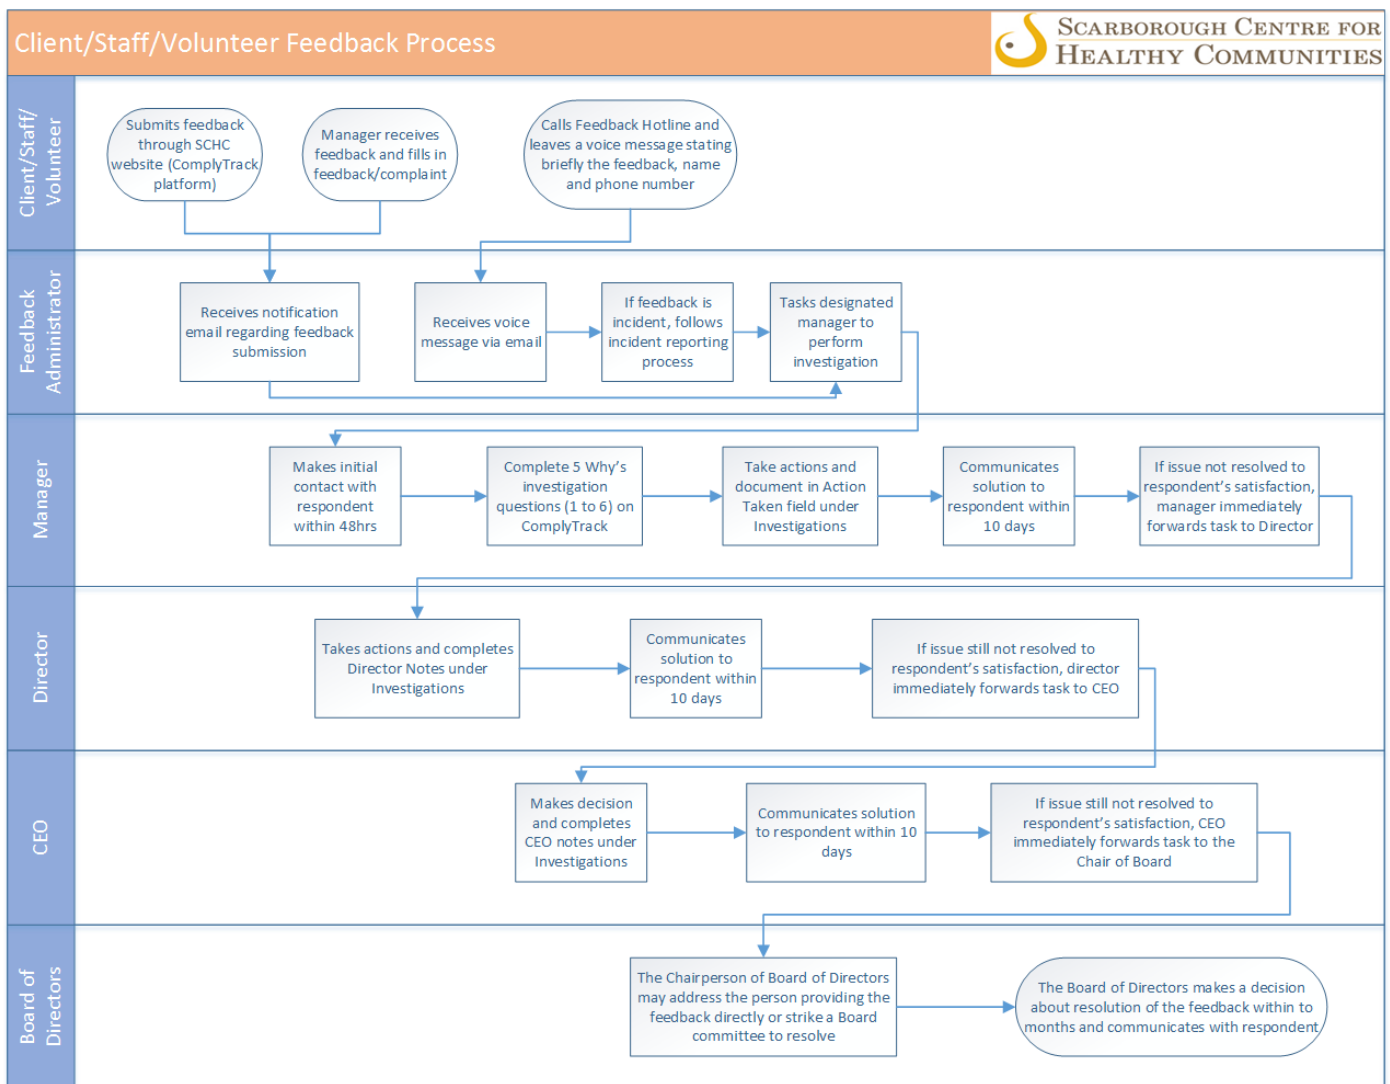 Client/Staff/Volunteer Feedback Process
SCARBOROUGH CENTRE FOR
HEALTHY COMMUNITIES
Client/Staff/
Volunteer
Submits feedback
through SCHC
website (ComplyTrack
platform)
Manager receives
feedback and fills in
feedback/complaint
Calls Feedback Hotline and
leaves a voice message stating
briefly the feedback, name
and phone number
Feedback
Administrator
Receives notification
email regarding feedback
submission
Receives voice
message via email
If feedback is
incident, follows
incident reporting
process
Tasks designated
manager to
perform
investigation
Manager
Makes initial
contact with
respondent
within 48hrs
Complete 5 Why's
investigation
questions (1 to 6) on
ComplyTrack
Take actions and
document in Action
Taken field under
Investigations
Communicates
solution to
respondent within
10 days
If issue not resolved to
respondent's satisfaction,
manager immediately
forwards task to Director
Director
Takes actions and completes
Director Notes under
Investigations
Communicates
solution to
respondent within
10 days
If issue still not resolved to
respondent's satisfaction, director
immediately forwards task to CEO
CEO
Makes decision
and completes
CEO notes under
Investigations
Communicates solution
to respondent within 10
days
If issue still not resolved to
respondent's satisfaction, CEO
immediately forwards task to the
Chair of Board
Board of
Directors
The Chairperson of Board of Directors
may address the person providing the
feedback directly or strike a Board
committee to resolve
The Board of Directors makes a decision
about resolution of the feedback within to
months and communicates with respondent